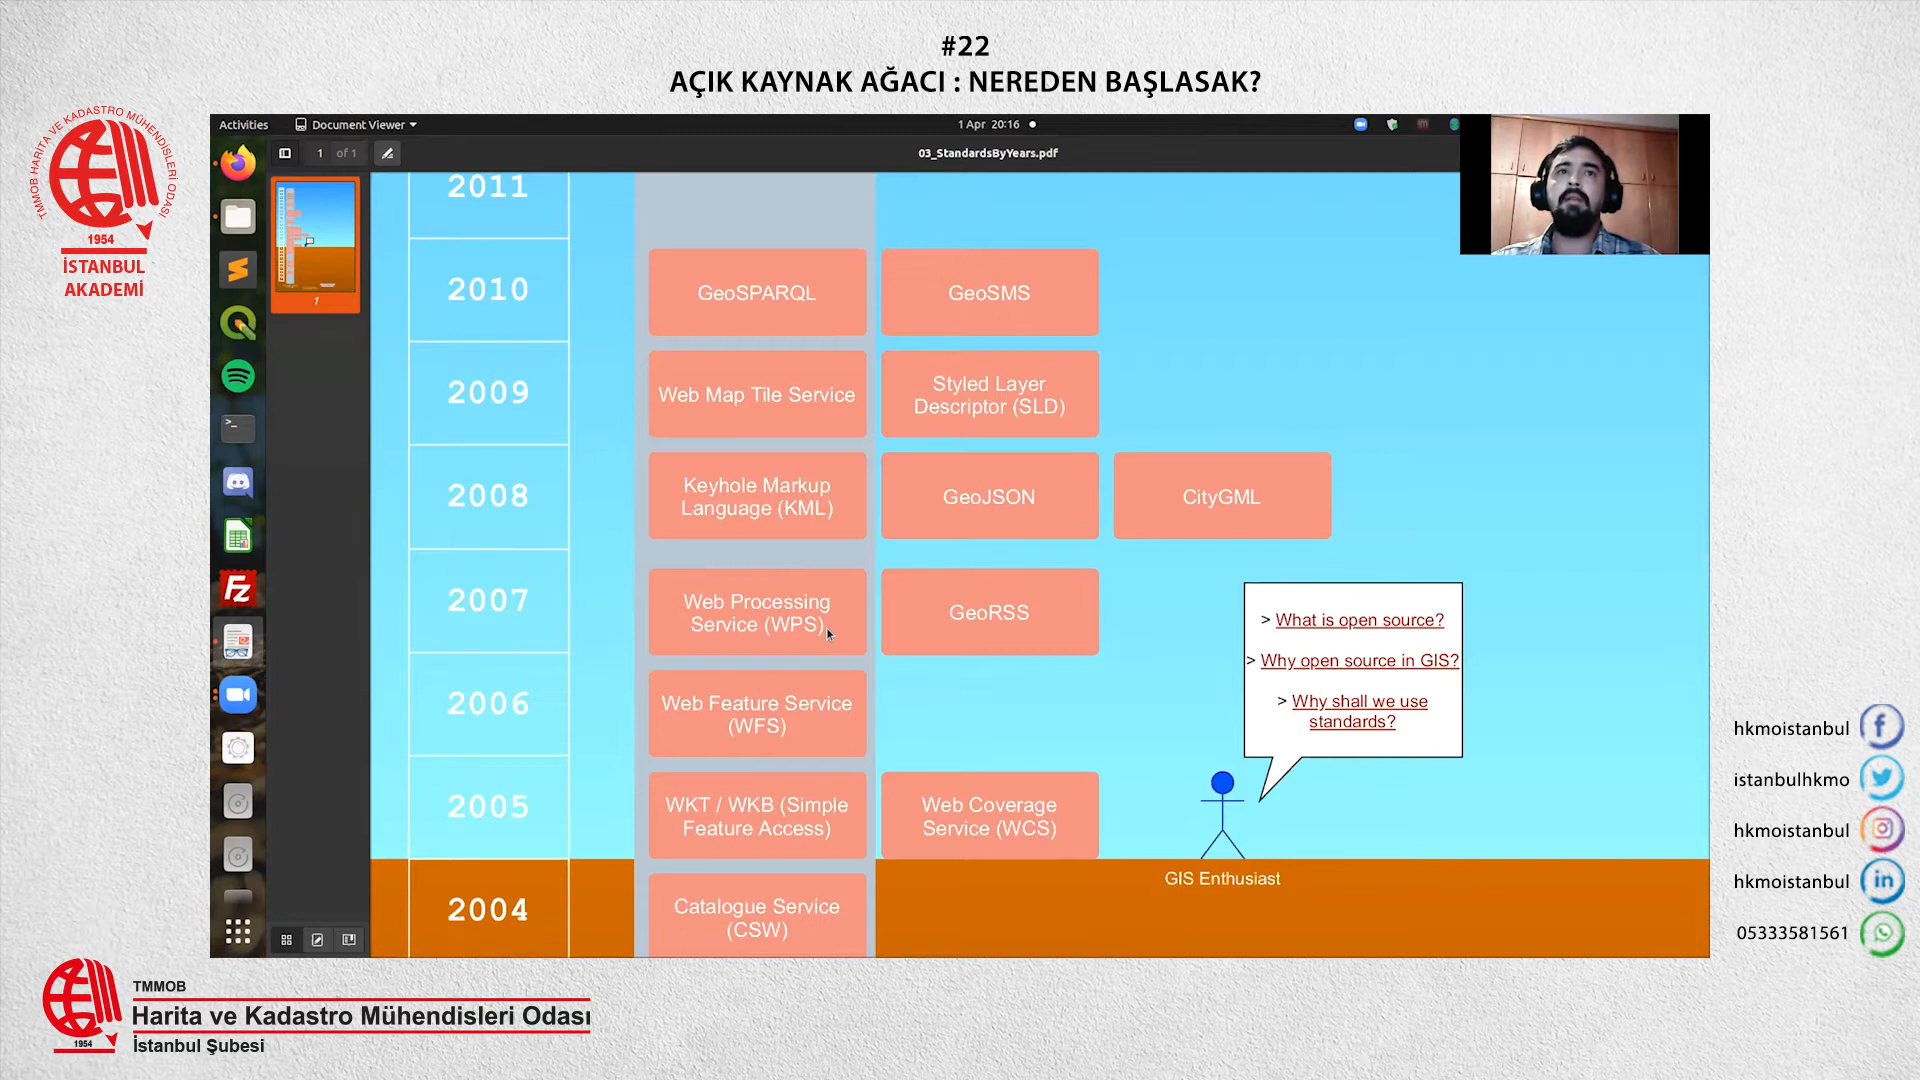 #22
AÇIK KAYNAK AĞACI : NEREDEN BAŞLASAK?
TMMOB HARİTA VE KADASTRO MÜHENDİSLERİ ODASI
1954
İSTANBUL
AKADEMİ
Activities
Document Viewer
1 Apr 20:16
1 of 1
03_StandardsByYears.pdf
1
2011
2010
GeoSPARQL
GeoSMS
2009
Web Map Tile Service
Styled Layer
Descriptor (SLD)
2008
Keyhole Markup
Language (KML)
GeoJSON
CityGML
2007
Web Processing
Service (WPS)
GeoRSS
2006
Web Feature Service
(WFS)
2005
WKT / WKB (Simple
Feature Access)
Web Coverage
Service (WCS)
2004
Catalogue Service
(CSW)
> What is open source?
> Why open source in GIS?
> Why shall we use
standards?
GIS Enthusiast
hkmoistanbul
istanbulhkmo
hkmoistanbul
hkmoistanbul
05333581561
1954
TMMOB
Harita ve Kadastro Mühendisleri Odası
İstanbul Şubesi